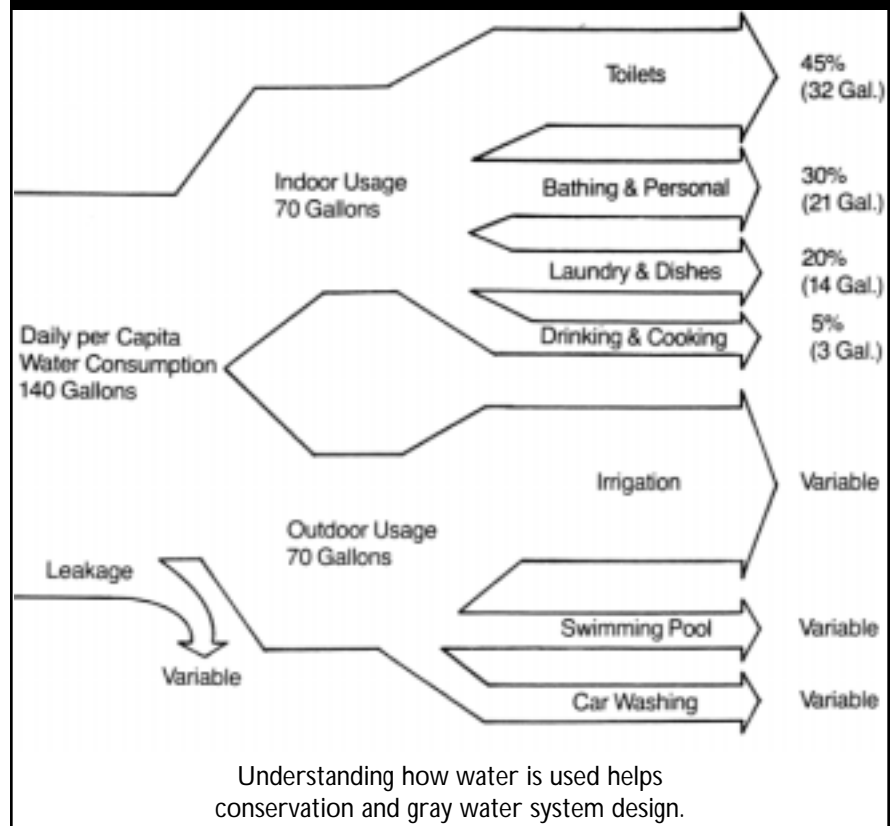 Toilets
45%
(32 Gal.)
Indoor Usage
70 Gallons
Bathing & Personal
30%
(21 Gal.)
Laundry & Dishes
20%
(14 Gal.)
Drinking & Cooking
5%
(3 Gal.)
Daily per Capita
Water Consumption
140 Gallons
Irrigation
Variable
Outdoor Usage
70 Gallons
Leakage
Variable
Swimming Pool
Variable
Car Washing
Variable
Understanding how water is used helps
conservation and gray water system design.